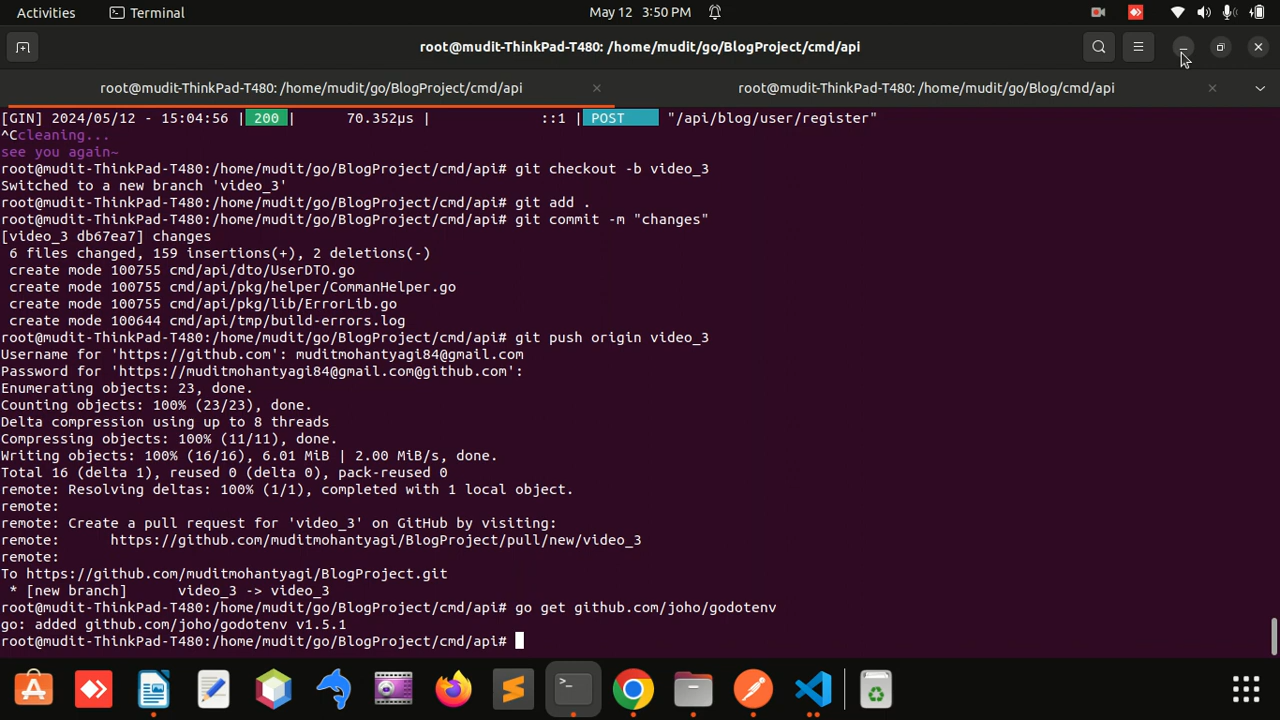 Activities
Terminal
May 12 3:50 PM
root@mudit-ThinkPad-T480: /home/mudit/go/BlogProject/cmd/api
root@mudit-ThinkPad-T480: /home/mudit/go/BlogProject/cmd/api
root@mudit-ThinkPad-T480: /home/mudit/go/Blog/cmd/api
[GIN] 2024/05/12 - 15:04:56 | 200 | 70.352µs | ::1 | POST "/api/blog/user/register"
^Ccleaning...
see you again~
root@mudit-ThinkPad-T480:/home/mudit/go/BlogProject/cmd/api# git checkout -b video_3
Switched to a new branch 'video_3'
root@mudit-ThinkPad-T480:/home/mudit/go/BlogProject/cmd/api# git add .
root@mudit-ThinkPad-T480:/home/mudit/go/BlogProject/cmd/api# git commit -m "changes"
[video_3 db67ea7] changes
6 files changed, 159 insertions(+), 2 deletions(-)
create mode 100755 cmd/api/dto/UserDTO.go
create mode 100755 cmd/api/pkg/helper/CommanHelper.go
create mode 100755 cmd/api/pkg/lib/ErrorLib.go
create mode 100644 cmd/api/tmp/build-errors.log
root@mudit-ThinkPad-T480:/home/mudit/go/BlogProject/cmd/api# git push origin video_3
Username for 'https://github.com': muditmohantyagi84@gmail.com
Password for 'https://muditmohantyagi84@gmail.com@github.com':
Enumerating objects: 23, done.
Counting objects: 100% (23/23), done.
Delta compression using up to 8 threads
Compressing objects: 100% (11/11), done.
Writing objects: 100% (16/16), 6.01 MiB | 2.00 MiB/s, done.
Total 16 (delta 1), reused 0 (delta 0), pack-reused 0
remote: Resolving deltas: 100% (1/1), completed with 1 local object.
remote:
remote: Create a pull request for 'video_3' on GitHub by visiting:
remote: https://github.com/muditmohantyagi/BlogProject/pull/new/video_3
remote:
To https://github.com/muditmohantyagi/BlogProject.git
* [new branch] video_3 -> video_3
root@mudit-ThinkPad-T480:/home/mudit/go/BlogProject/cmd/api# go get github.com/joho/godotenv
go: added github.com/joho/godotenv v1.5.1
root@mudit-ThinkPad-T480:/home/mudit/go/BlogProject/cmd/api#